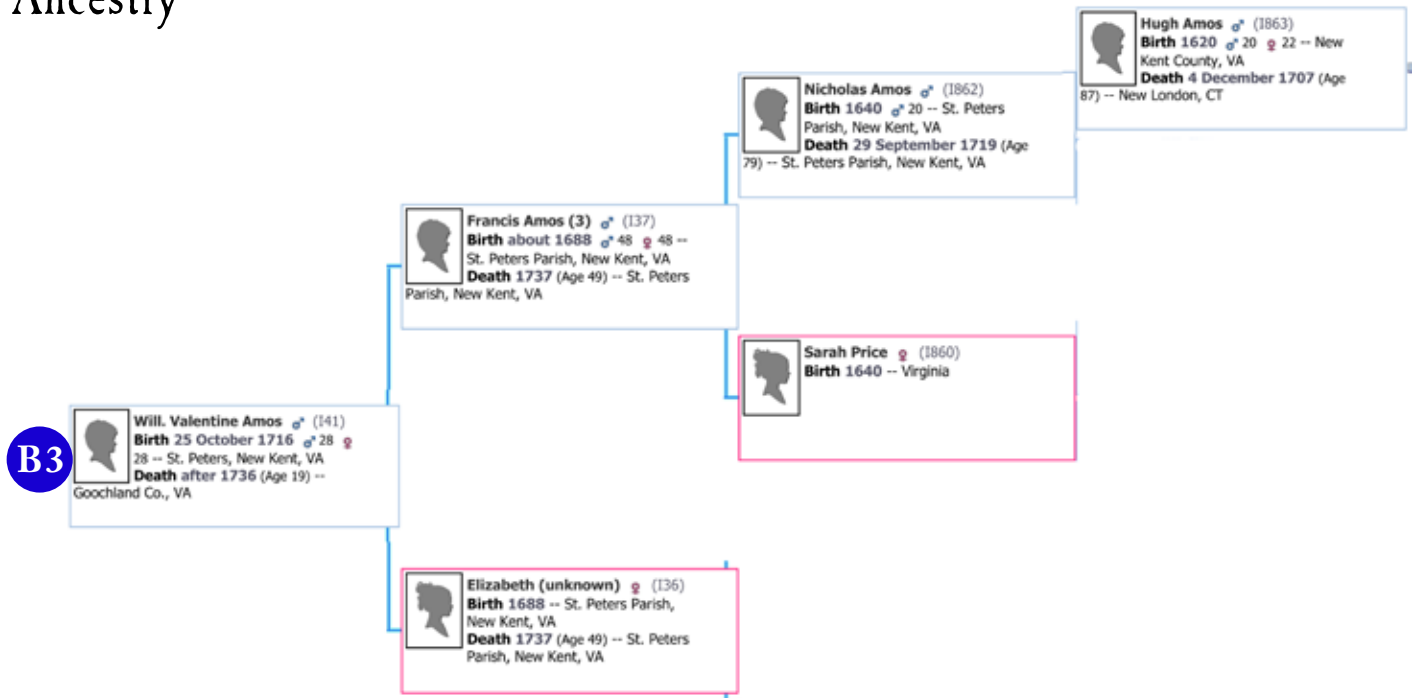 Ancestry
Hugh Amos ♂ (I863)
Birth 1620 ♂ 20 ♀ 22 -- New
Kent County, VA
Death 4 December 1707 (Age
87) -- New London, CT
Nicholas Amos ♂ (I862)
Birth 1640 ♂ 20 -- St. Peters
Parish, New Kent, VA
Death 29 September 1719 (Age
79) -- St. Peters Parish, New Kent, VA
Francis Amos (3) ♂ (I37)
Birth about 1688 ♂ 48 ♀ 48 --
St. Peters Parish, New Kent, VA
Death 1737 (Age 49) -- St. Peters
Parish, New Kent, VA
Sarah Price ♀ (I860)
Birth 1640 -- Virginia
B3
Will. Valentine Amos ♂ (I41)
Birth 25 October 1716 ♂ 28 ♀
28 -- St. Peters, New Kent, VA
Death after 1736 (Age 19) --
Goochland Co., VA
Elizabeth (unknown) ♀ (I36)
Birth 1688 -- St. Peters Parish,
New Kent, VA
Death 1737 (Age 49) -- St. Peters
Parish, New Kent, VA